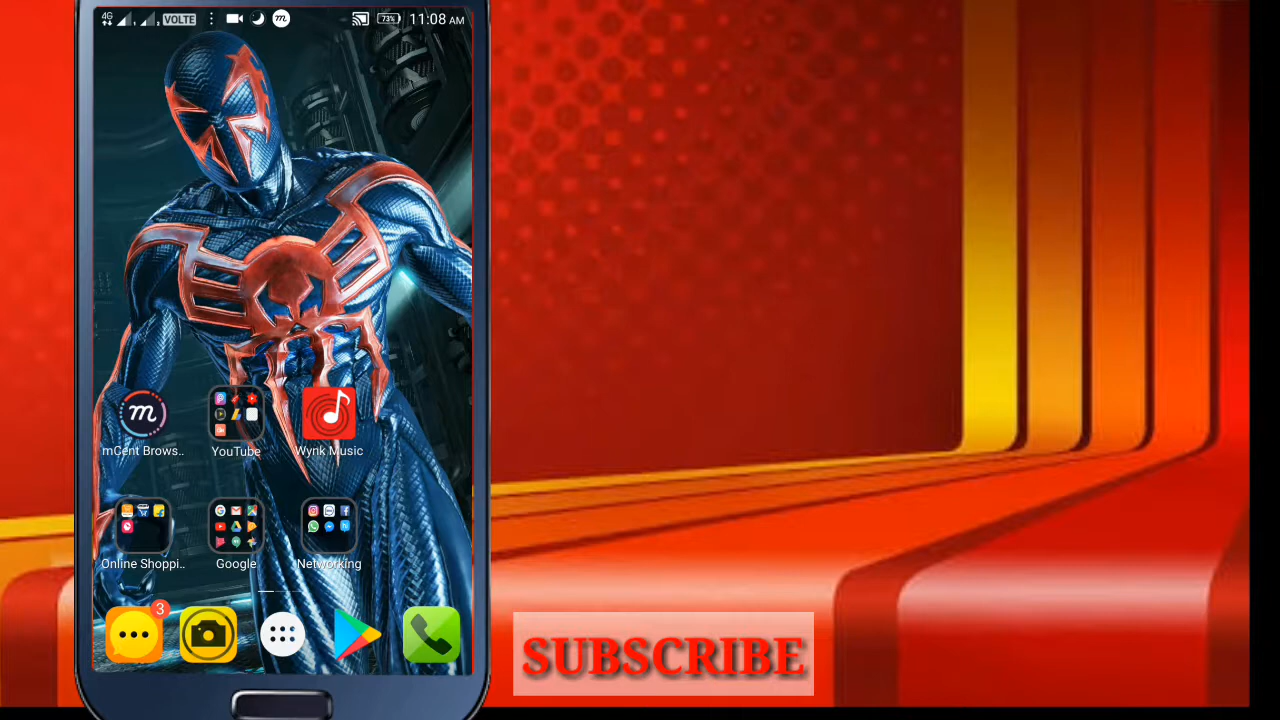 4G VOLTE m 73% 11:08 AM
m
mCent Brows.. YouTube Wynk Music
Online Shoppi.. Google Networking
3
SUBSCRIBE